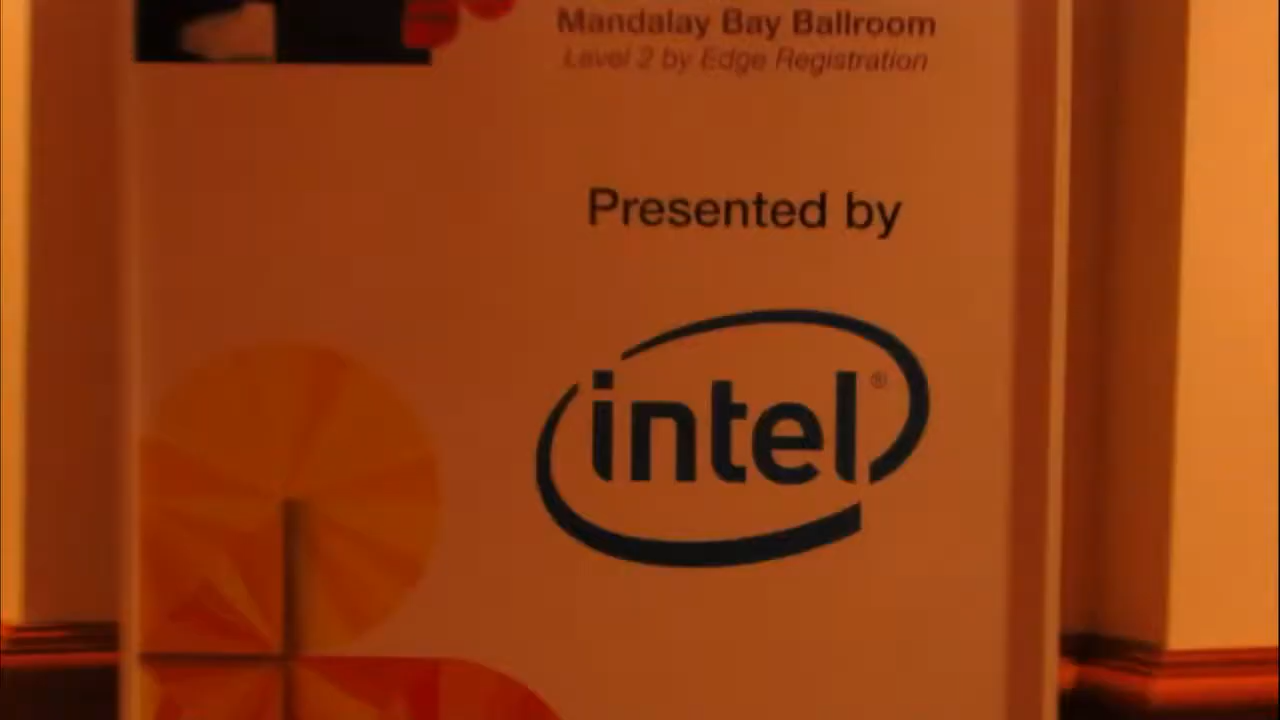 Mandalay Bay Ballroom
Level 2 by Edge Registration
Presented by
intel®